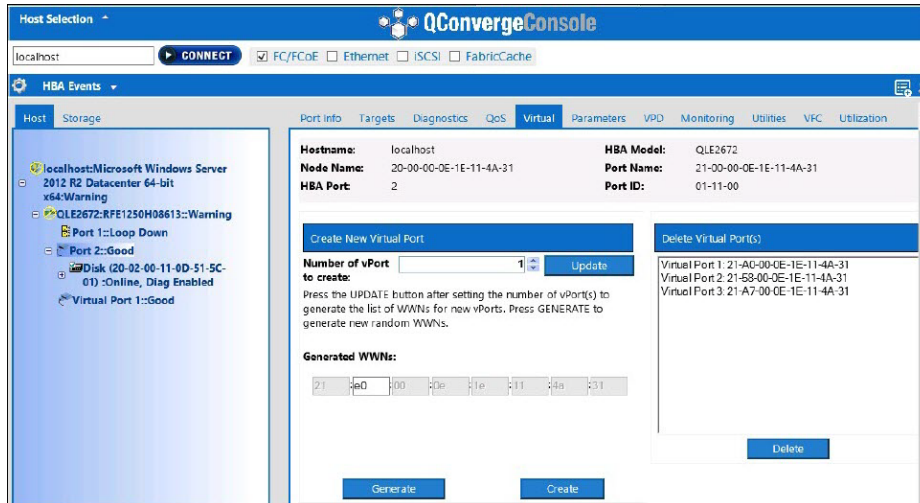 Host Selection
QConvergeConsole
localhost
CONNECT
FC/FCoE
Ethernet
iSCSI
FabricCache
HBA Events
Host
Storage
Port Info
Targets
Diagnostics
QoS
Virtual
Parameters
VPD
Monitoring
Utilities
VFC
Utilization
localhost:Microsoft Windows Server
2012 R2 Datacenter 64-bit
x64:Warning
QLE2672:RFE1250H08613::Warning
Port 1::Loop Down
Port 2::Good
Disk (20-02-00-11-0D-51-5C-
01) :Online, Diag Enabled
Virtual Port 1::Good
Hostname: localhost
HBA Model: QLE2672
Node Name: 20-00-00-0E-1E-11-4A-31
Port Name: 21-00-00-0E-1E-11-4A-31
HBA Port: 2
Port ID: 01-11-00
Create New Virtual Port
Number of vPort
to create:
1
Update
Press the UPDATE button after setting the number of vPort(s) to
generate the list of WWNs for new vPorts. Press GENERATE to
generate new random WWNs.
Generated WWNs:
21 :e0 :00 :0e :1e :11 :4a :31
Generate
Create
Delete Virtual Port(s)
Virtual Port 1: 21-A0-00-0E-1E-11-4A-31
Virtual Port 2: 21-58-00-0E-1E-11-4A-31
Virtual Port 3: 21-A7-00-0E-1E-11-4A-31
Delete